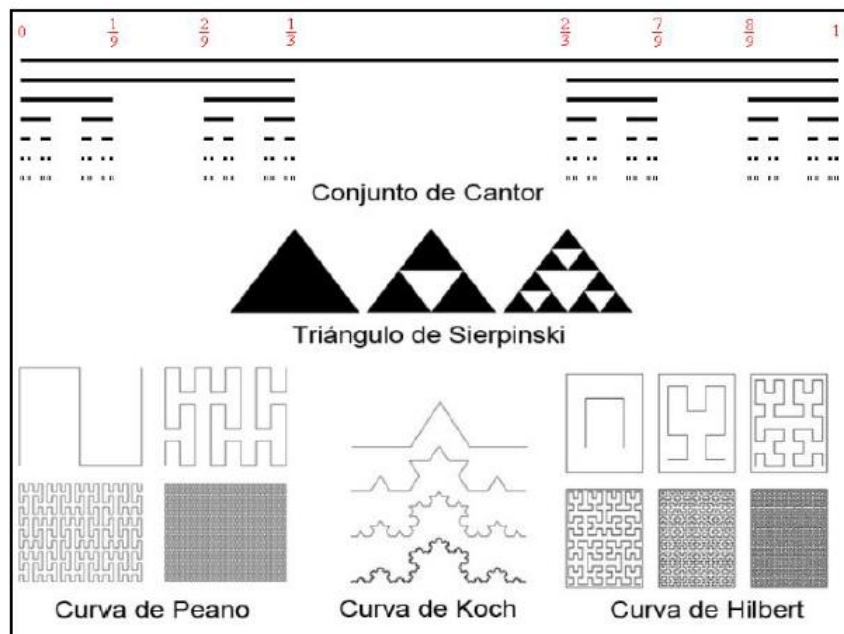 0 1/9 2/9 1/3 2/3 7/9 8/9 1
Conjunto de Cantor
Triángulo de Sierpinski
Curva de Peano Curva de Koch Curva de Hilbert